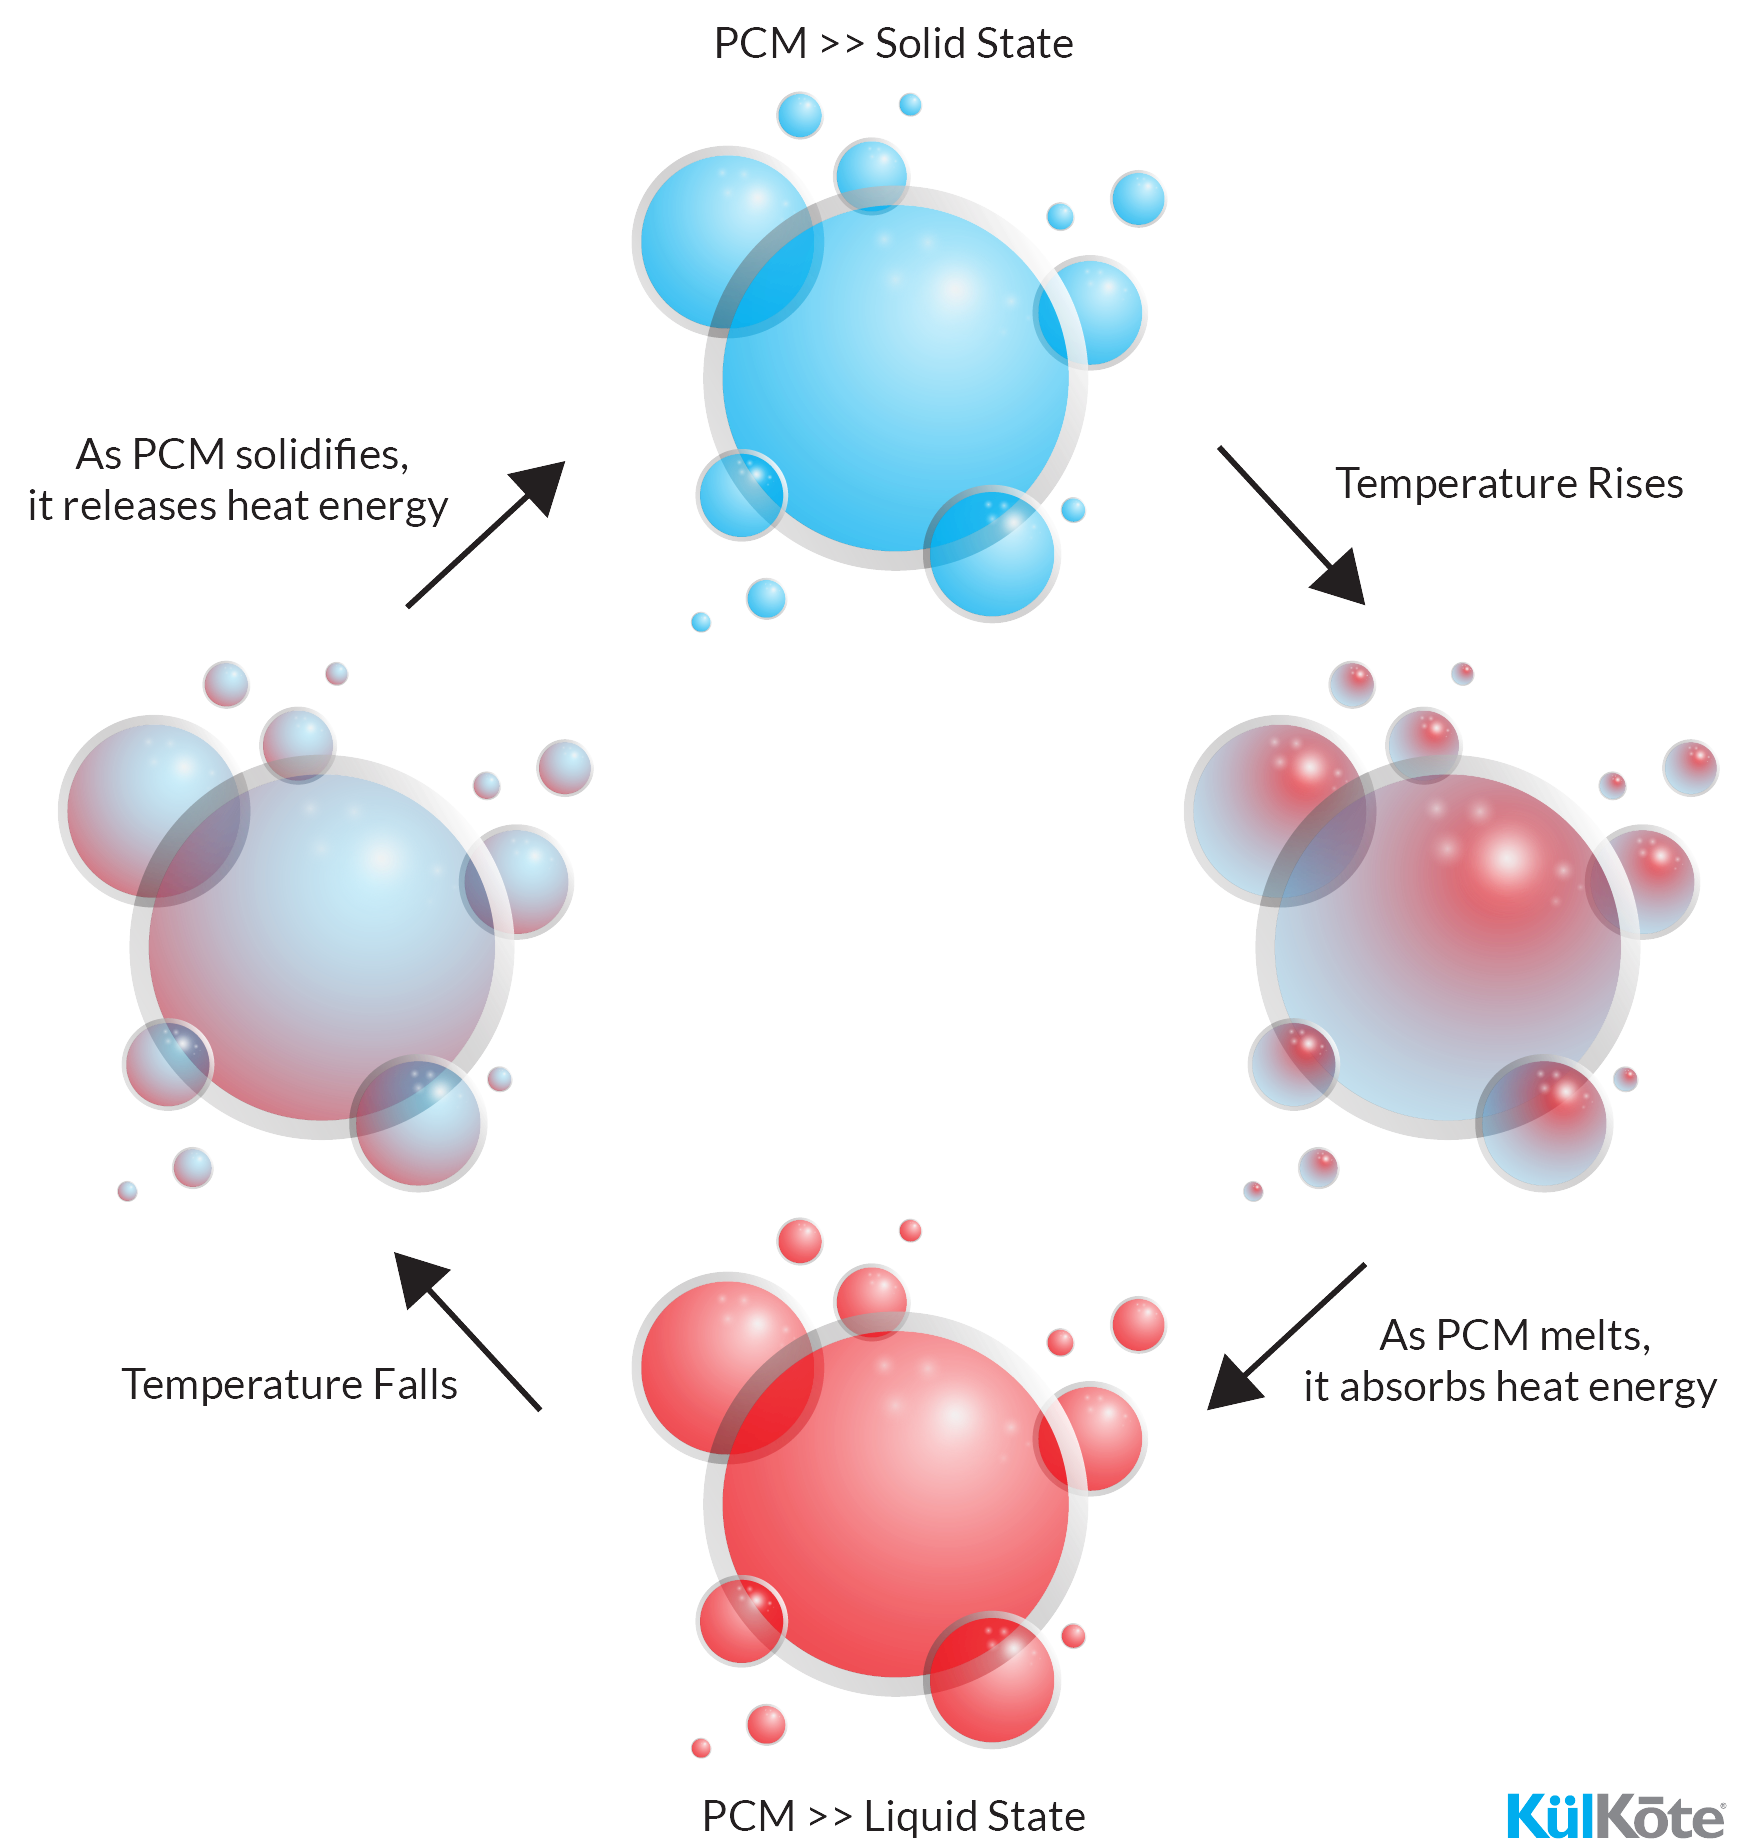 PCM >> Solid State
As PCM solidifies,
it releases heat energy
Temperature Rises
Temperature Falls
As PCM melts,
it absorbs heat energy
PCM >> Liquid State
KülKōte®